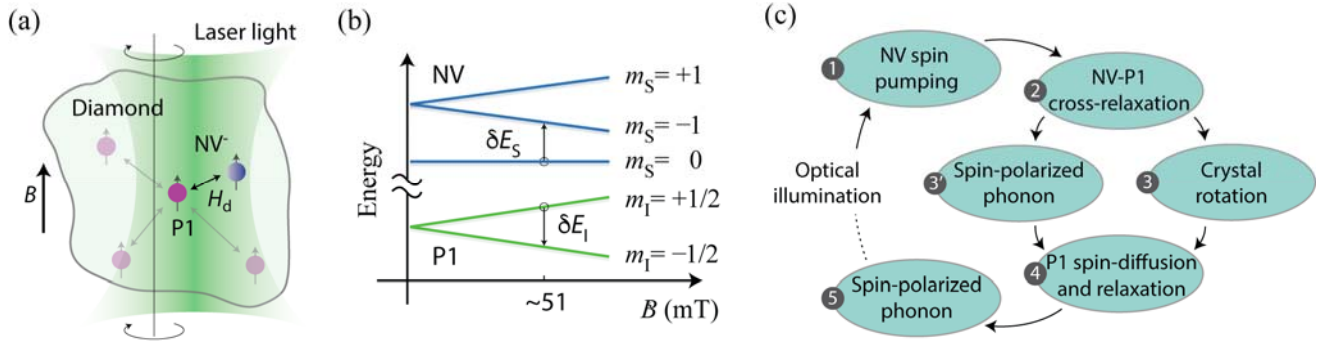 (a)
Laser light
Diamond
NV⁻
B
H_d
P1
(b)
Energy
NV
m_S = +1
m_S = −1
δE_S
m_S = 0
m_I = +1/2
δE_I
m_I = −1/2
P1
~51
B (mT)
(c)
1
NV spin
pumping
2
NV-P1
cross-relaxation
Optical
illumination
3'
Spin-polarized
phonon
3
Crystal
rotation
4
P1 spin-diffusion
and relaxation
5
Spin-polarized
phonon